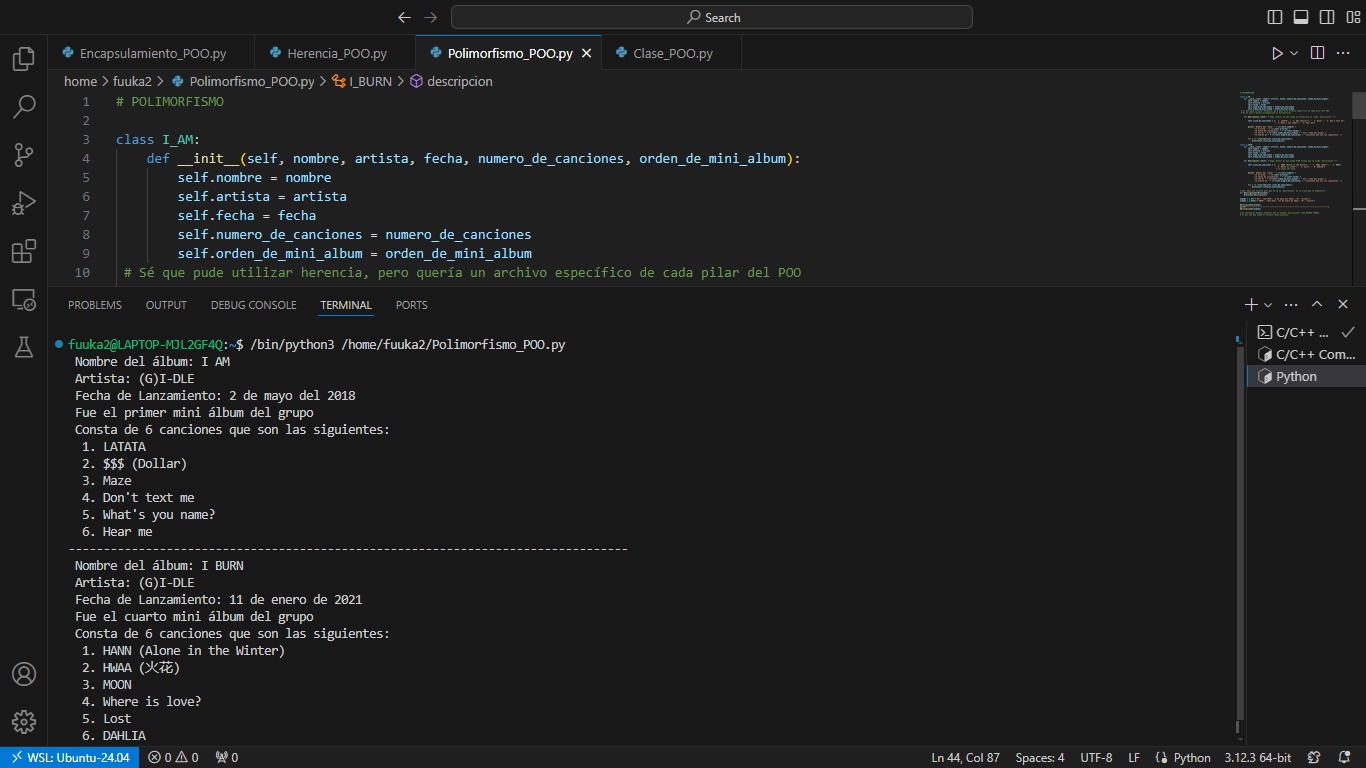 Search
Encapsulamiento_POO.py
Herencia_POO.py
Polimorfismo_POO.py
Clase_POO.py
home > fuuka2 > Polimorfismo_POO.py > I_BURN > descripcion
1 # POLIMORFISMO
2
3 class I_AM:
4 def __init__(self, nombre, artista, fecha, numero_de_canciones, orden_de_mini_album):
5 self.nombre = nombre
6 self.artista = artista
7 self.fecha = fecha
8 self.numero_de_canciones = numero_de_canciones
9 self.orden_de_mini_album = orden_de_mini_album
10 # Sé que pude utilizar herencia, pero quería un archivo específico de cada pilar del POO
PROBLEMS OUTPUT DEBUG CONSOLE TERMINAL PORTS
fuuka2@LAPTOP-MJL2GF4Q:~$ /bin/python3 /home/fuuka2/Polimorfismo_POO.py
Nombre del álbum: I AM
Artista: (G)I-DLE
Fecha de Lanzamiento: 2 de mayo del 2018
Fue el primer mini álbum del grupo
Consta de 6 canciones que son las siguientes:
1. LATATA
2. $$$ (Dollar)
3. Maze
4. Don't text me
5. What's you name?
6. Hear me
--------------------------------------------------------------------------------
Nombre del álbum: I BURN
Artista: (G)I-DLE
Fecha de Lanzamiento: 11 de enero de 2021
Fue el cuarto mini álbum del grupo
Consta de 6 canciones que son las siguientes:
1. HANN (Alone in the Winter)
2. HWAA (火花)
3. MOON
4. Where is love?
5. Lost
6. DAHLIA
C/C++ ...
C/C++ Com...
Python
WSL: Ubuntu-24.04 0 0 0 Ln 44, Col 87 Spaces: 4 UTF-8 LF Python 3.12.3 64-bit